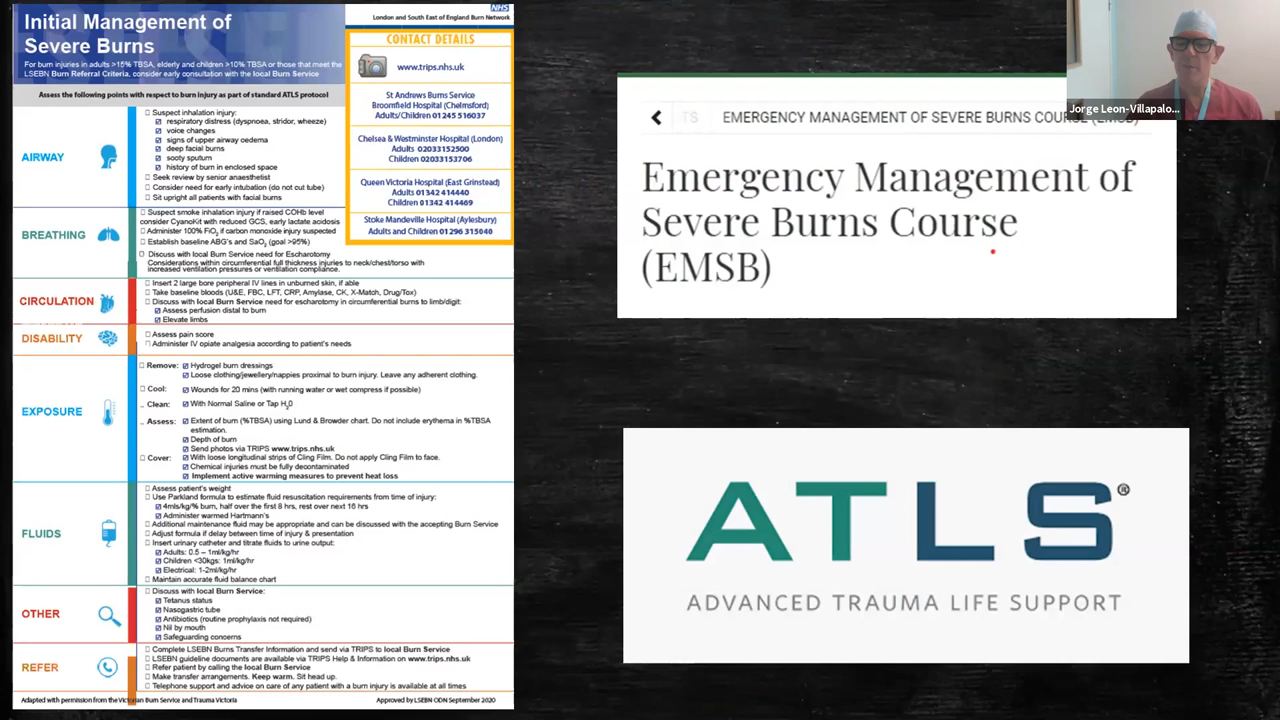 Initial Management of
Severe Burns
For burn injuries in adults >15% TBSA, elderly and children >10% TBSA or those that meet the
LSEBN Burn Referral Criteria, consider early consultation with the local Burn Service
NHS
London and South East of England Burn Network
CONTACT DETAILS
www.trips.nhs.uk
St Andrews Burns Service
Broomfield Hospital (Chelmsford)
Adults/Children 01245 516037
Chelsea & Westminster Hospital (London)
Adults 02033152500
Children 02033153706
Queen Victoria Hospital (East Grinstead)
Adults 01342 414440
Children 01342 414469
Stoke Mandeville Hospital (Aylesbury)
Adults and Children 01296 315040
Assess the following points with respect to burn injury as part of standard ATLS protocol
AIRWAY
Suspect inhalation injury:
respiratory distress (dyspnoea, stridor, wheeze)
voice changes
signs of upper airway oedema
deep facial burns
sooty sputum
history of burn in enclosed space
Seek review by senior anaesthetist
Consider need for early intubation (do not cut tube)
Sit upright all patients with facial burns
BREATHING
Suspect smoke inhalation injury if raised COHb level
consider CyanoKit with reduced GCS, early lactate acidosis
Administer 100% FiO2 if carbon monoxide injury suspected
Establish baseline ABG's and SaO2 (goal >95%)
Discuss with local Burn Service need for Escharotomy
Considerations within circumferential full thickness injuries to neck/chest/torso with
increased ventilation pressures or ventilation compliance.
CIRCULATION
Insert 2 large bore peripheral IV lines in unburned skin, if able
Take baseline bloods (U&E, FBC, LFT, CRP, Amylase, CK, X-Match, Drug/Tox)
Discuss with local Burn Service need for escharotomy in circumferential burns to limb/digit:
Assess perfusion distal to burn
Elevate limbs
DISABILITY
Assess pain score
Administer IV opiate analgesia according to patient's needs
EXPOSURE
Remove: Hydrogel burn dressings
Loose clothing/jewellery/nappies proximal to burn injury. Leave any adherent clothing.
Cool: Wounds for 20 mins (with running water or wet compress if possible)
Clean: With Normal Saline or Tap H20
Assess: Extent of burn (%TBSA) using Lund & Browder chart. Do not include erythema in %TBSA
estimation.
Depth of burn
Send photos via TRIPS www.trips.nhs.uk
Cover: With loose longitudinal strips of Cling Film. Do not apply Cling Film to face.
Chemical injuries must be fully decontaminated
Implement active warming measures to prevent heat loss
FLUIDS
Assess patient's weight
Use Parkland formula to estimate fluid resuscitation requirements from time of injury:
4mls/kg/% burn, half over the first 8 hrs, rest over next 16 hrs
Administer warmed Hartmann's
Additional maintenance fluid may be appropriate and can be discussed with the accepting Burn Service
Adjust formula if delay between time of injury & presentation
Insert urinary catheter and titrate fluids to urine output:
Adults: 0.5 – 1ml/kg/hr
Children <30kgs: 1ml/kg/hr
Electrical: 1-2ml/kg/hr
Maintain accurate fluid balance chart
OTHER
Discuss with local Burn Service:
Tetanus status
Nasogastric tube
Antibiotics (routine prophylaxis not required)
Nil by mouth
Safeguarding concerns
REFER
Complete LSEBN Burns Transfer Information and send via TRIPS to local Burn Service
LSEBN guideline documents are available via TRIPS Help & Information on www.trips.nhs.uk
Refer patient by calling the local Burn Service
Make transfer arrangements. Keep warm. Sit head up.
Telephone support and advice on care of any patient with a burn injury is available at all times
Adapted with permission from the Victorian Burn Service and Trauma Victoria
Approved by LSEBN ODN September 2020
Jorge Leon-Villapalo...
TS EMERGENCY MANAGEMENT OF SEVERE BURNS COURSE (EMSB)
Emergency Management of
Severe Burns Course
(EMSB)
ATLS®
ADVANCED TRAUMA LIFE SUPPORT